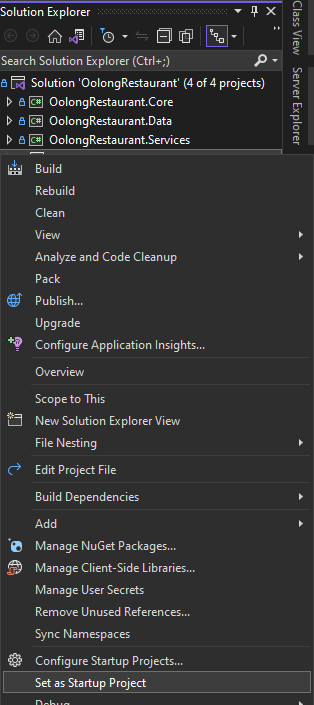 Solution Explorer
Search Solution Explorer (Ctrl+;)
Solution 'OolongRestaurant' (4 of 4 projects)
C# OolongRestaurant.Core
C# OolongRestaurant.Data
C# OolongRestaurant.Services
Build
Rebuild
Clean
View
Analyze and Code Cleanup
Pack
Publish...
Upgrade
Configure Application Insights...
Overview
Scope to This
New Solution Explorer View
File Nesting
Edit Project File
Build Dependencies
Add
Manage NuGet Packages...
Manage Client-Side Libraries...
Manage User Secrets
Remove Unused References...
Sync Namespaces
Configure Startup Projects...
Set as Startup Project
Debug
Class View
Server Explorer